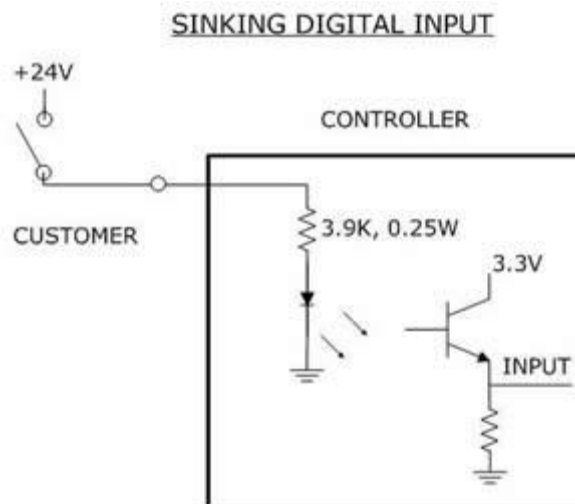 SINKING DIGITAL INPUT
+24V
CONTROLLER
CUSTOMER
3.9K, 0.25W
3.3V
INPUT